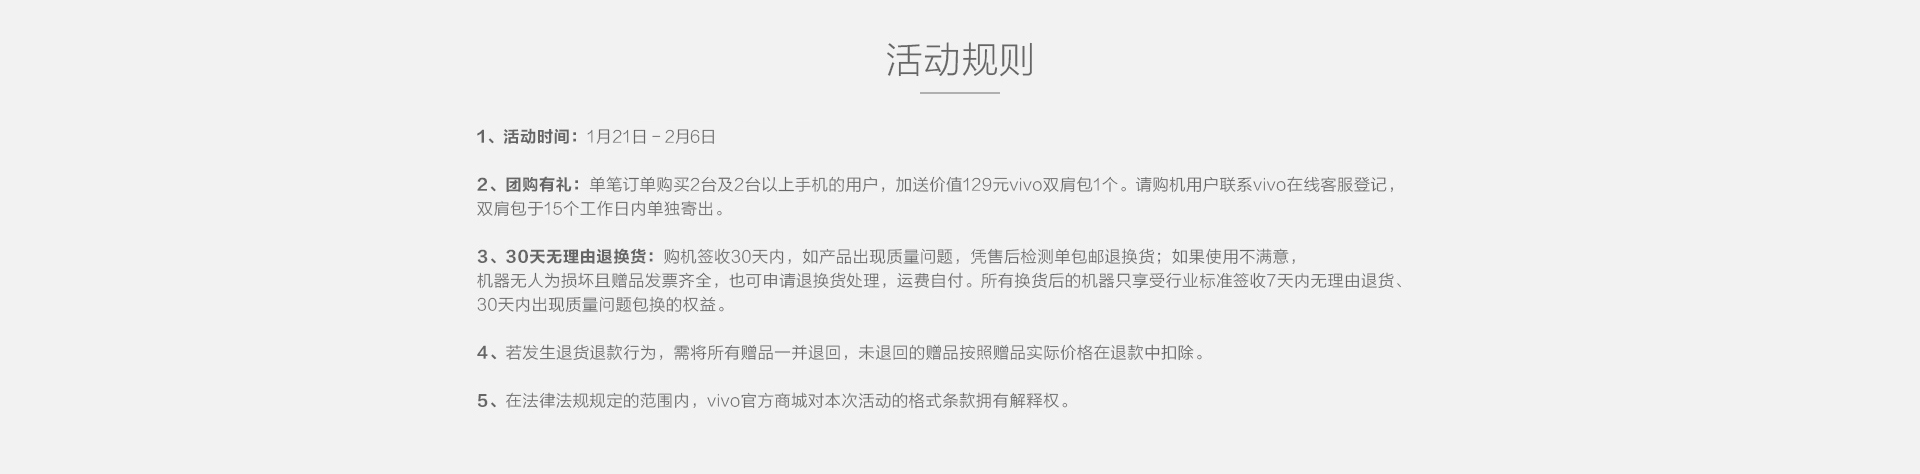 活动规则
1、活动时间：1月21日 - 2月6日
2、团购有礼：单笔订单购买2台及2台以上手机的用户，加送价值129元vivo双肩包1个。请购机用户联系vivo在线客服登记，
双肩包于15个工作日内单独寄出。
3、30天无理由退换货：购机签收30天内，如产品出现质量问题，凭售后检测单包邮退换货；如果使用不满意，
机器无人为损坏且赠品发票齐全，也可申请退换货处理，运费自付。所有换货后的机器只享受行业标准签收7天内无理由退货、
30天内出现质量问题包换的权益。
4、若发生退货退款行为，需将所有赠品一并退回，未退回的赠品按照赠品实际价格在退款中扣除。
5、在法律法规规定的范围内，vivo官方商城对本次活动的格式条款拥有解释权。